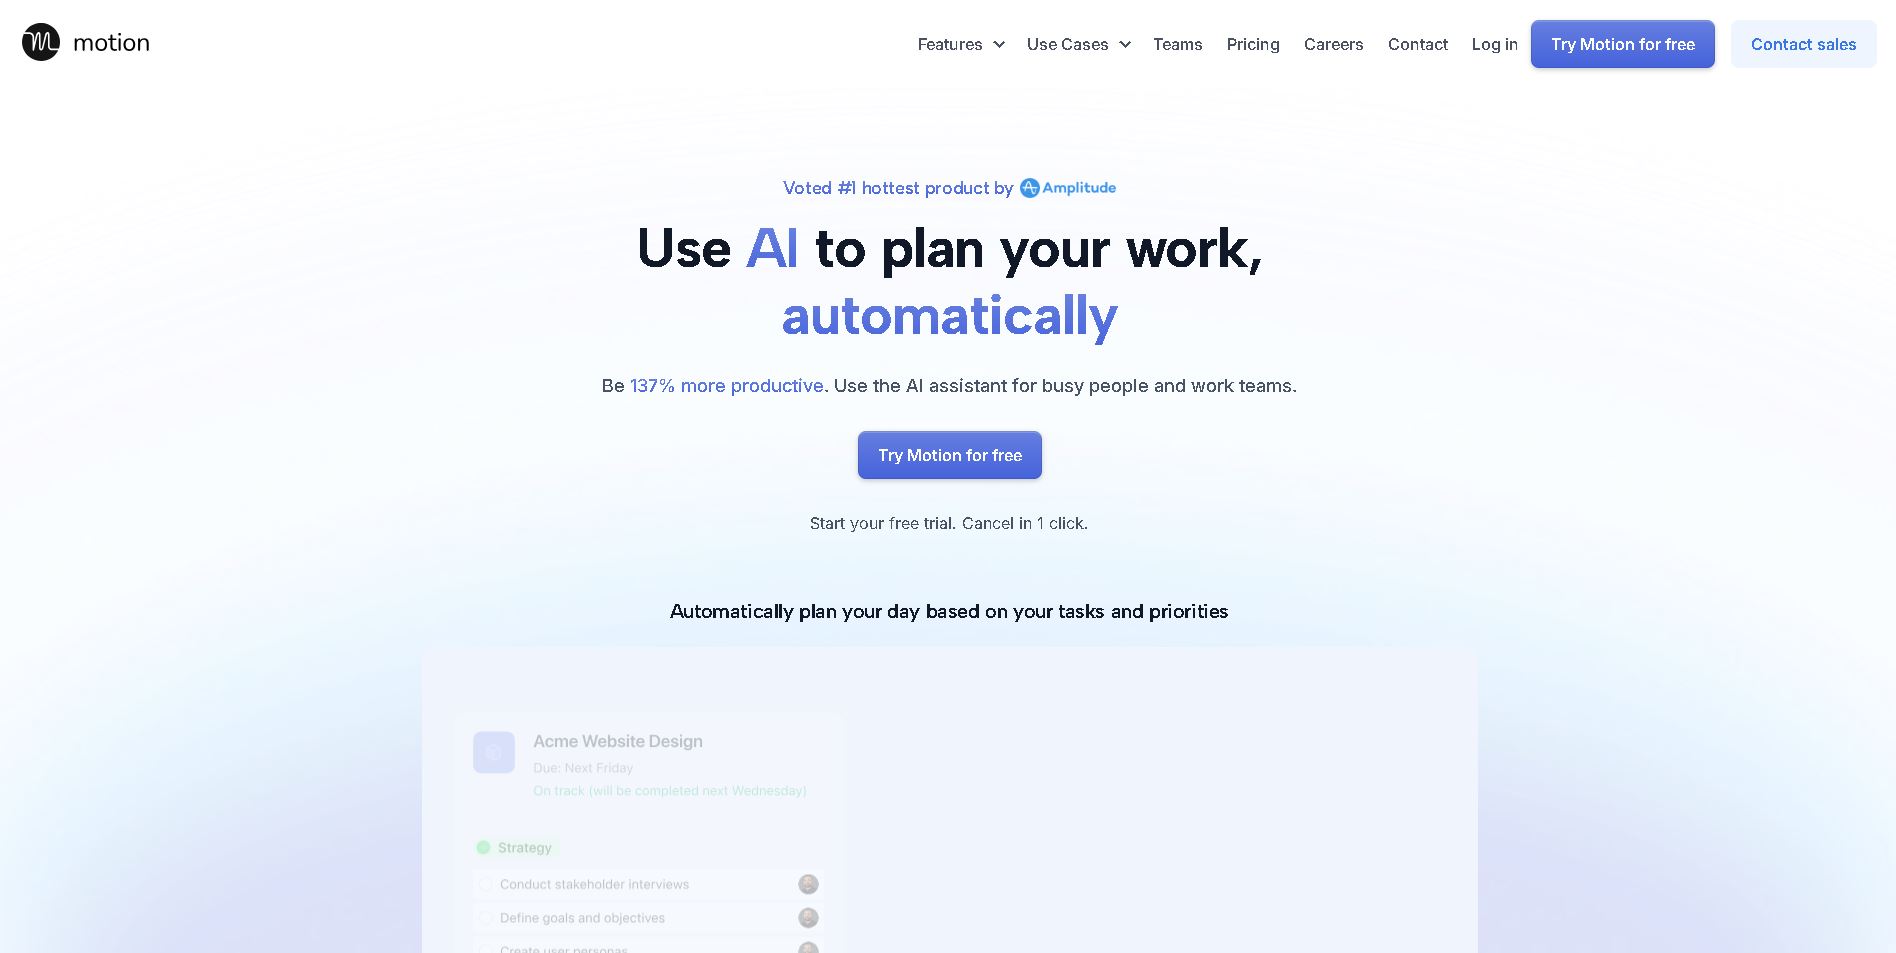 motion
Features Use Cases Teams Pricing Careers Contact Log in Try Motion for free Contact sales
Voted #1 hottest product by Amplitude
Use AI to plan your work,
automatically
Be 137% more productive. Use the AI assistant for busy people and work teams.
Try Motion for free
Start your free trial. Cancel in 1 click.
Automatically plan your day based on your tasks and priorities
Acme Website Design
Due: Next Friday
On track (will be completed next Wednesday)
Strategy
Conduct stakeholder interviews
Define goals and objectives
Create user personas